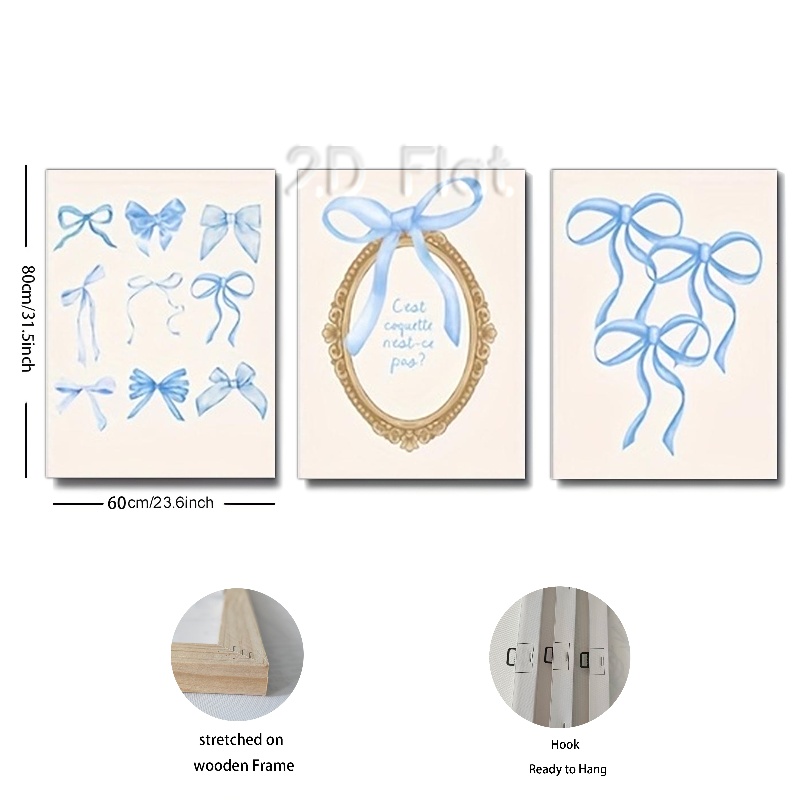 2D Flat
C'est
coquette
n'est-ce
pas?
80cm/31.5inch
60cm/23.6inch
stretched on
wooden Frame
Hook
Ready to Hang